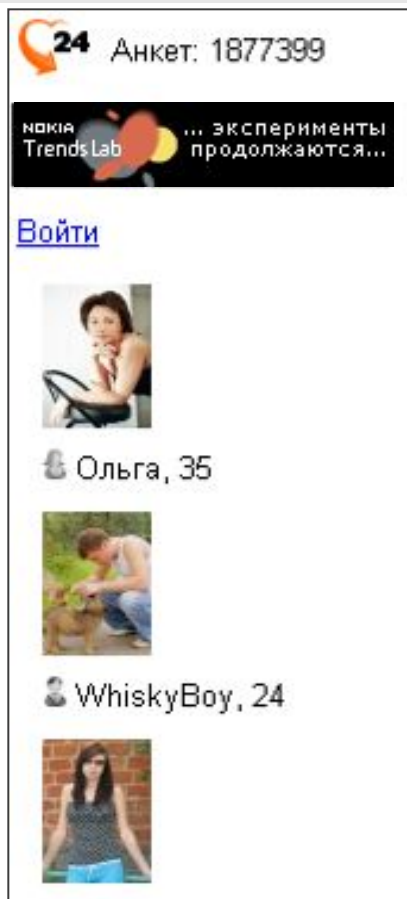 24 Анкет: 1877399
NOKIA
Trends Lab
... эксперименты
продолжаются...
Войти
Ольга, 35
WhiskyBoy, 24